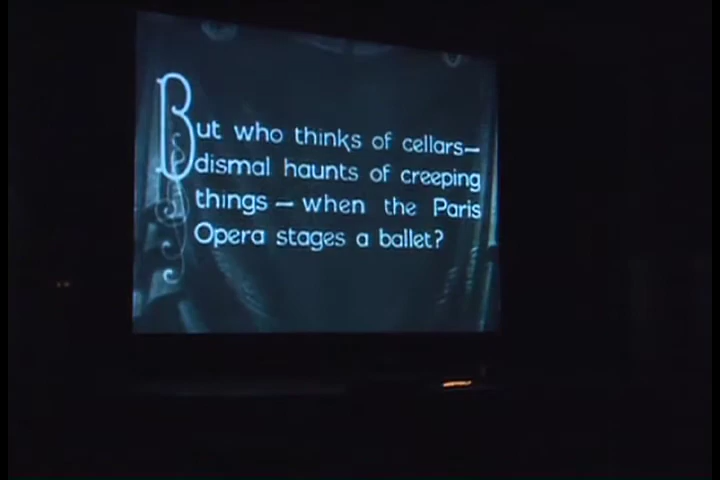 But who thinks of cellars—
dismal haunts of creeping
things — when the Paris
Opera stages a ballet?